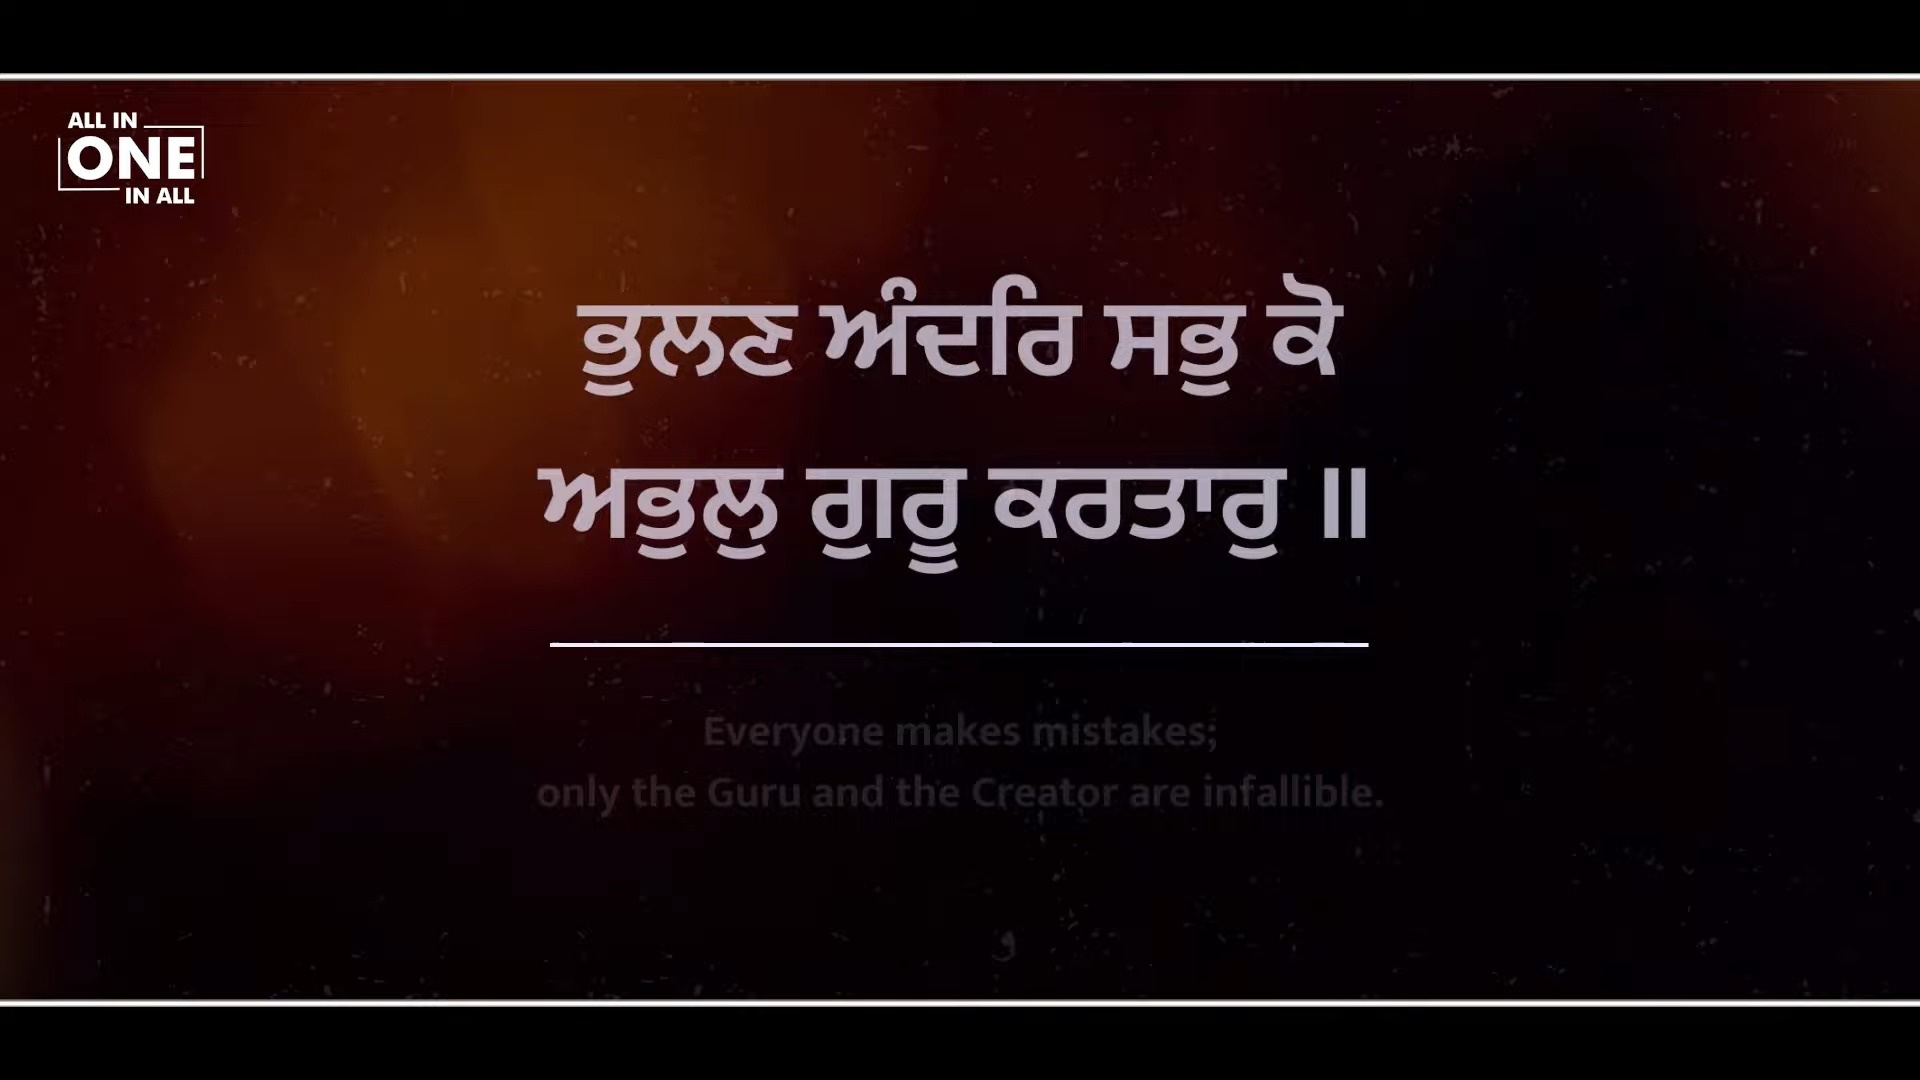 ALL IN
ONE
IN ALL
ਭੁਲਣ ਅੰਦਰਿ ਸਭੁ ਕੋ
ਅਭੁਲੁ ਗੁਰੂ ਕਰਤਾਰੁ ॥
Everyone makes mistakes;
only the Guru and the Creator are infallible.